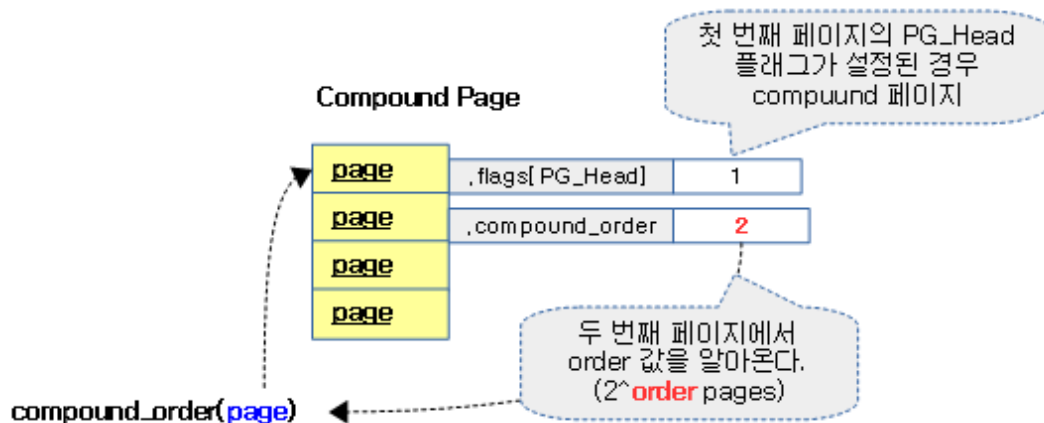 첫 번째 페이지의 PG_Head
플래그가 설정된 경우
compuund 페이지
Compound Page
page ,flags[PG_Head] 1
page ,compound_order 2
page
page
두 번째 페이지에서
order 값을 알아온다.
(2^order pages)
compound_order(page)